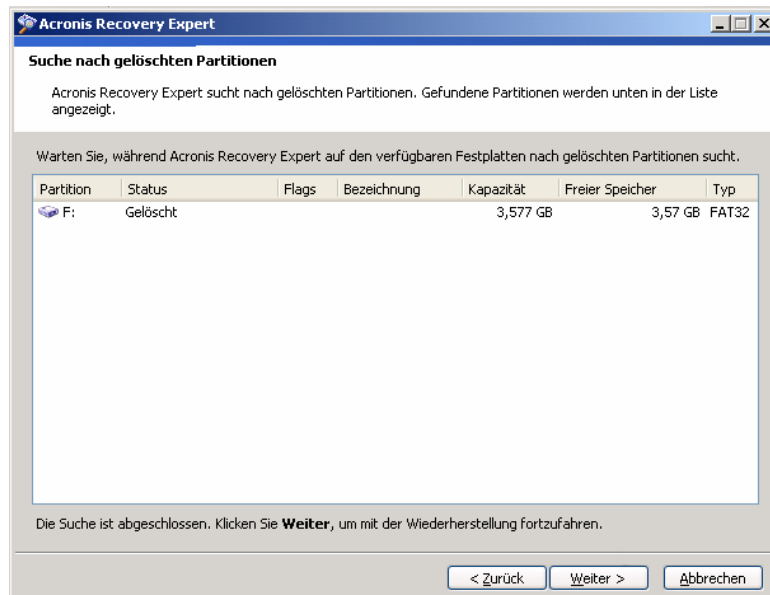 Acronis Recovery Expert
Suche nach gelöschten Partitionen
Acronis Recovery Expert sucht nach gelöschten Partitionen. Gefundene Partitionen werden unten in der Liste
angezeigt.
Warten Sie, während Acronis Recovery Expert auf den verfügbaren Festplatten nach gelöschten Partitionen sucht.
Partition Status Flags Bezeichnung Kapazität Freier Speicher Typ
F: Gelöscht 3,577 GB 3,57 GB FAT32
Die Suche ist abgeschlossen. Klicken Sie Weiter, um mit der Wiederherstellung fortzufahren.
< Zurück Weiter > Abbrechen